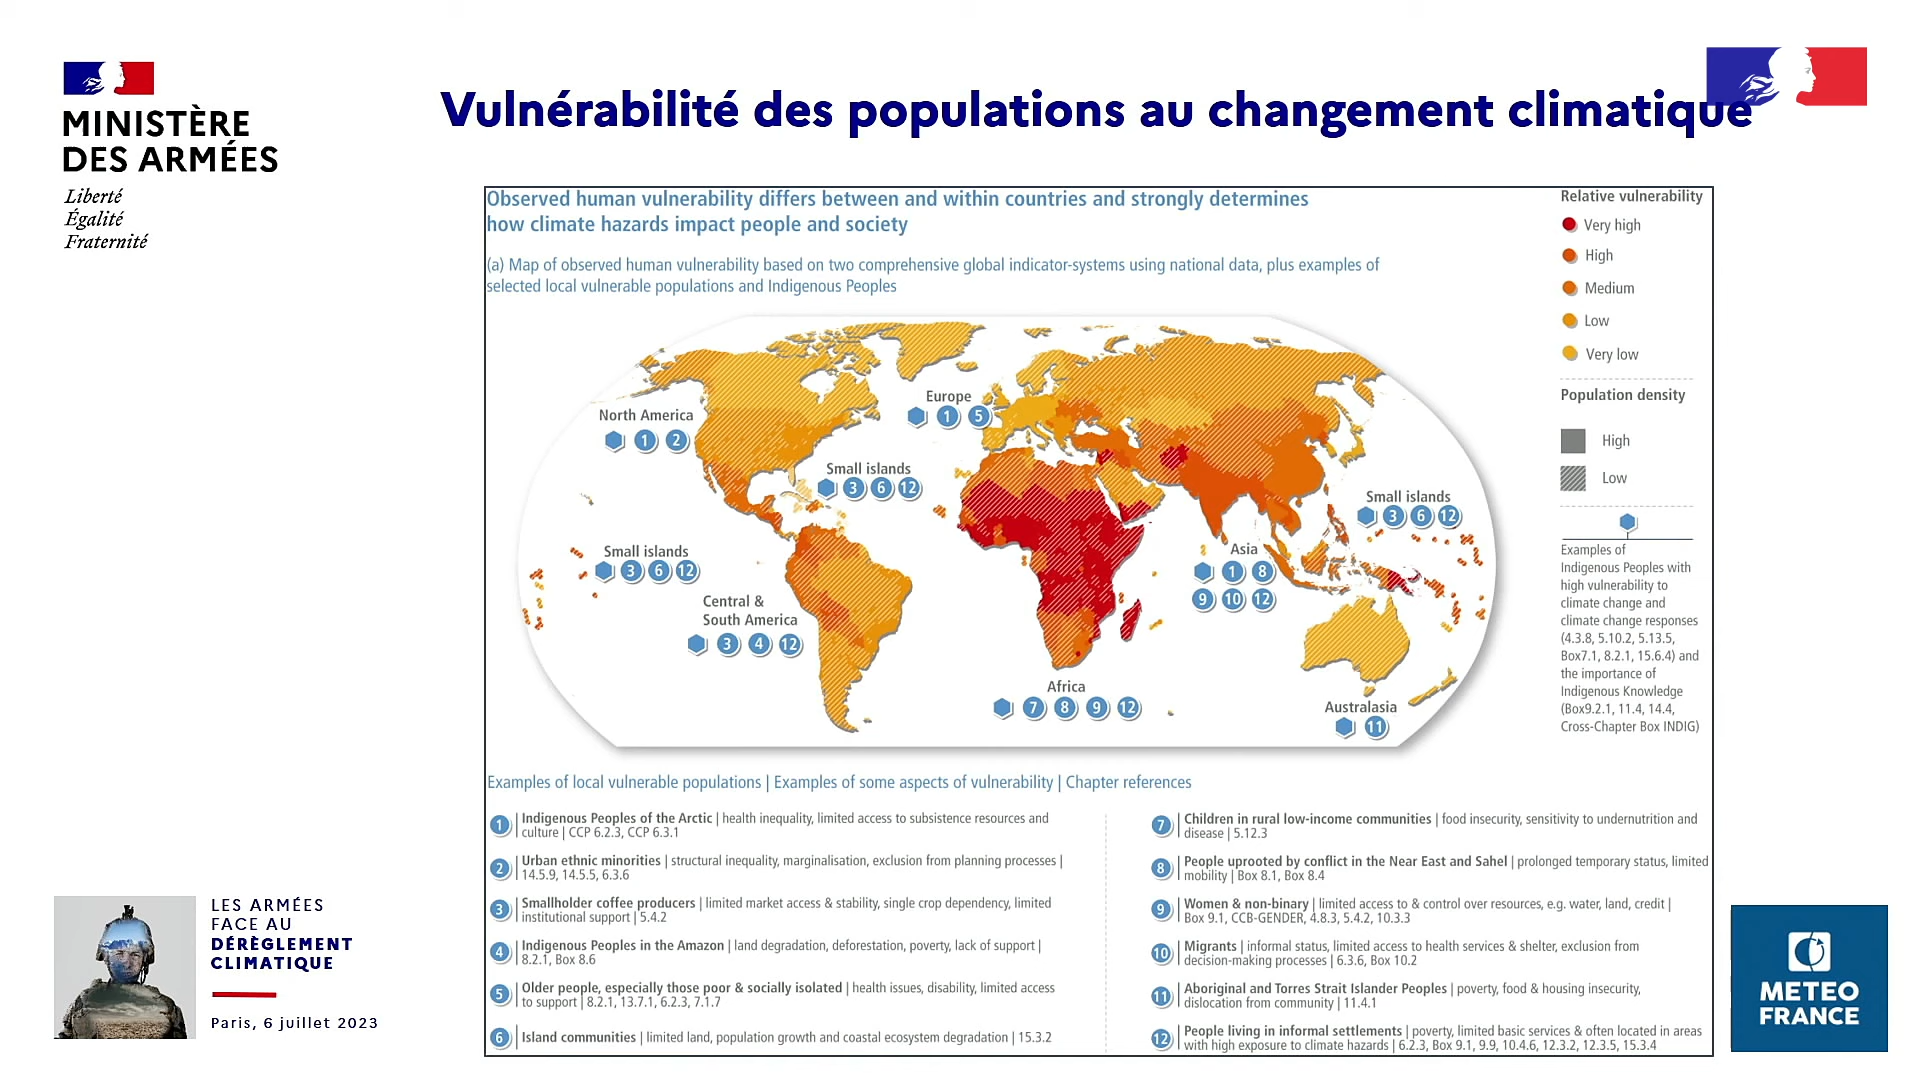 MINISTÈRE
DES ARMÉES
Liberté
Égalité
Fraternité
Vulnérabilité des populations au changement climatique
Observed human vulnerability differs between and within countries and strongly determines
how climate hazards impact people and society
(a) Map of observed human vulnerability based on two comprehensive global indicator-systems using national data, plus examples of
selected local vulnerable populations and Indigenous Peoples
Relative vulnerability
Very high
High
Medium
Low
Very low
Population density
High
Low
Examples of
Indigenous Peoples with
high vulnerability to
climate change and
climate change responses
(4.3.8, 5.10.2, 5.13.5,
Box7.1, 8.2.1, 15.6.4) and
the importance of
Indigenous Knowledge
(Box9.2.1, 11.4, 14.4,
Cross-Chapter Box INDIG)
North America
1 2
Europe
1 5
Small islands
3 6 12
Small islands
3 6 12
Small islands
3 6 12
Central &
South America
3 4 12
Asia
1 8
9 10 12
Africa
7 8 9 12
Australasia
11
Examples of local vulnerable populations | Examples of some aspects of vulnerability | Chapter references
1 | Indigenous Peoples of the Arctic | health inequality, limited access to subsistence resources and
culture | CCP 6.2.3, CCP 6.3.1
2 | Urban ethnic minorities | structural inequality, marginalisation, exclusion from planning processes |
14.5.9, 14.5.5, 6.3.6
3 | Smallholder coffee producers | limited market access & stability, single crop dependency, limited
institutional support | 5.4.2
4 | Indigenous Peoples in the Amazon | land degradation, deforestation, poverty, lack of support |
8.2.1, Box 8.6
5 | Older people, especially those poor & socially isolated | health issues, disability, limited access
to support | 8.2.1, 13.7.1, 6.2.3, 7.1.7
6 | Island communities | limited land, population growth and coastal ecosystem degradation | 15.3.2
7 | Children in rural low-income communities | food insecurity, sensitivity to undernutrition and
disease | 5.12.3
8 | People uprooted by conflict in the Near East and Sahel | prolonged temporary status, limited
mobility | Box 8.1, Box 8.4
9 | Women & non-binary | limited access to & control over resources, e.g. water, land, credit |
Box 9.1, CCB-GENDER, 4.8.3, 5.4.2, 10.3.3
10 | Migrants | informal status, limited access to health services & shelter, exclusion from
decision-making processes | 6.3.6, Box 10.2
11 | Aboriginal and Torres Strait Islander Peoples | poverty, food & housing insecurity,
dislocation from community | 11.4.1
12 | People living in informal settlements | poverty, limited basic services & often located in areas
with high exposure to climate hazards | 6.2.3, Box 9.1, 9.9, 10.4.6, 12.3.2, 12.3.5, 15.3.4
LES ARMÉES
FACE AU
DÉRÈGLEMENT
CLIMATIQUE
Paris, 6 juillet 2023
METEO
FRANCE